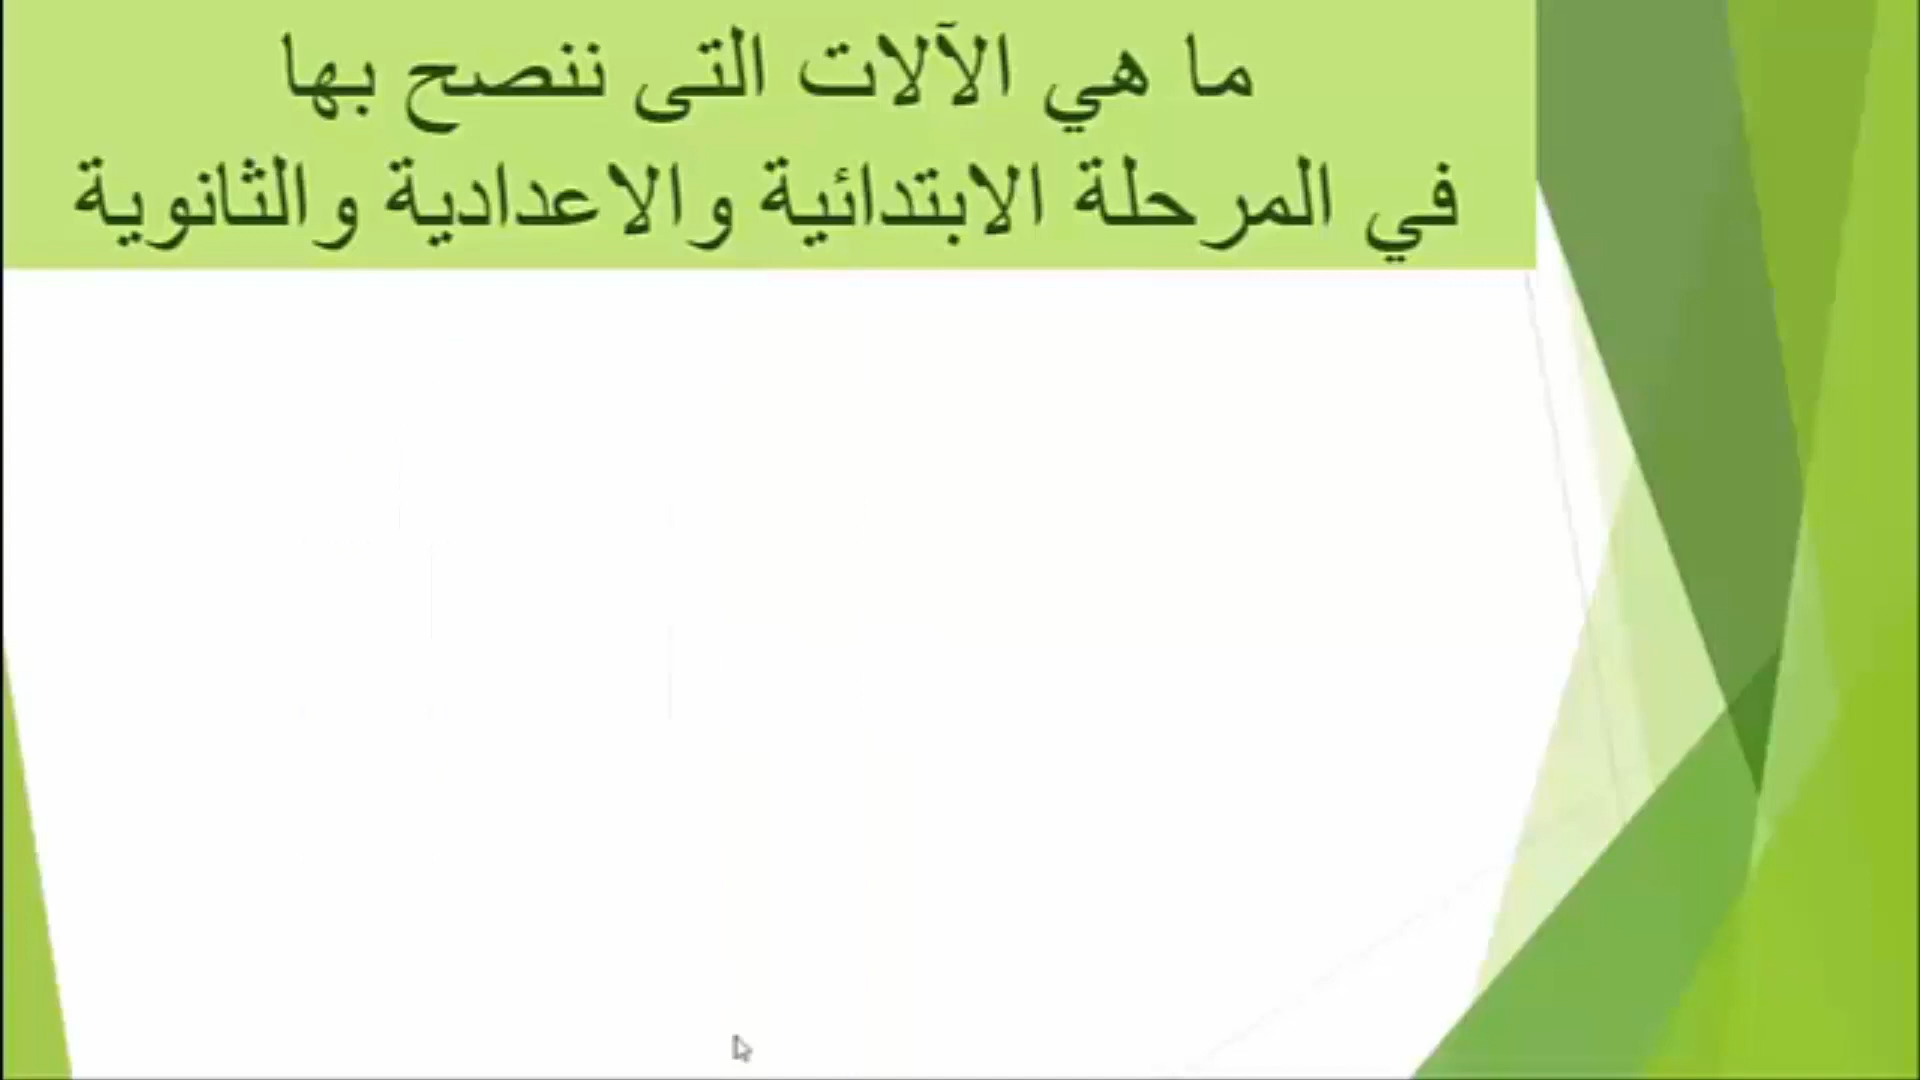 ما هي الآلات التى ننصح بها
في المرحلة الابتدائية والاعدادية والثانوية